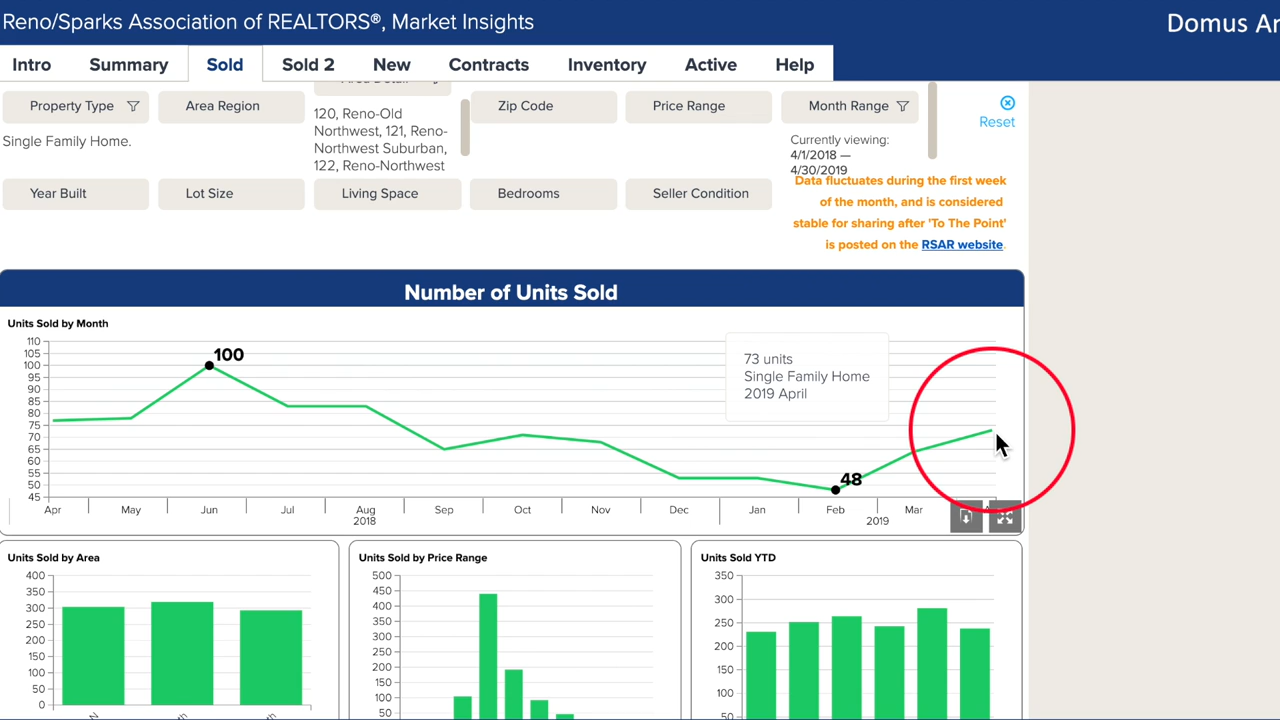 Reno/Sparks Association of REALTORS®, Market Insights
Domus
Intro Summary Sold Sold 2 New Contracts Inventory Active Help
Property Type Area Region Zip Code Price Range Month Range
Reset
Single Family Home.
120, Reno-Old
Northwest, 121, Reno-
Northwest Suburban,
122, Reno-Northwest
Currently viewing:
4/1/2018 —
4/30/2019
Year Built Lot Size Living Space Bedrooms Seller Condition
Data fluctuates during the first week
of the month, and is considered
stable for sharing after 'To The Point'
is posted on the RSAR website.
Number of Units Sold
Units Sold by Month
110
105
100
95
90
85
80
75
70
65
60
55
50
45
100
48
73 units
Single Family Home
2019 April
Apr May Jun Jul Aug Sep Oct Nov Dec Jan Feb Mar
2018 2019
Units Sold by Area
400
350
300
250
200
150
100
50
0
Units Sold by Price Range
500
450
400
350
300
250
200
150
100
50
Units Sold YTD
350
300
250
200
150
100
50